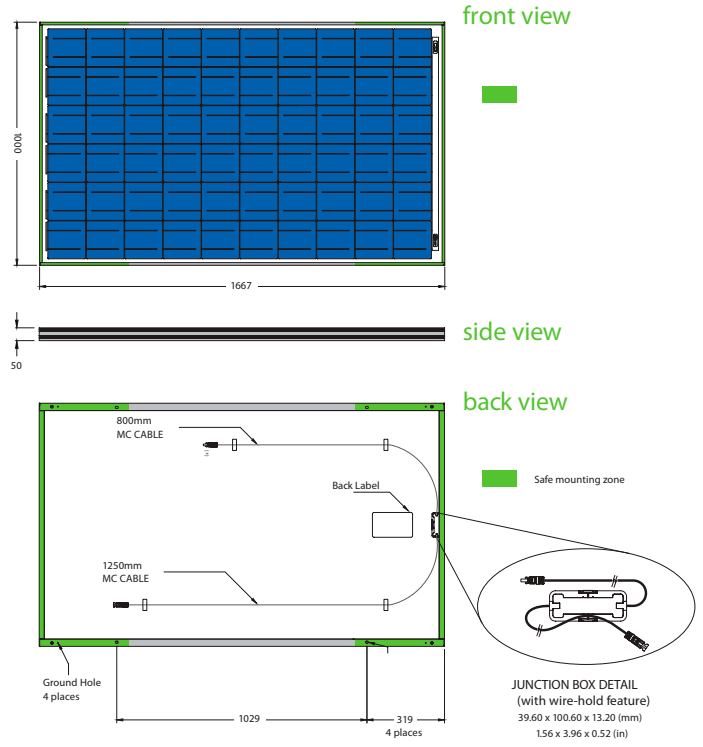 front view
1000
1667
side view
50
back view
800mm
MC CABLE
Back Label
Safe mounting zone
1250mm
MC CABLE
Ground Hole
4 places
1029
319
4 places
JUNCTION BOX DETAIL
(with wire-hold feature)
39.60 x 100.60 x 13.20 (mm)
1.56 x 3.96 x 0.52 (in)